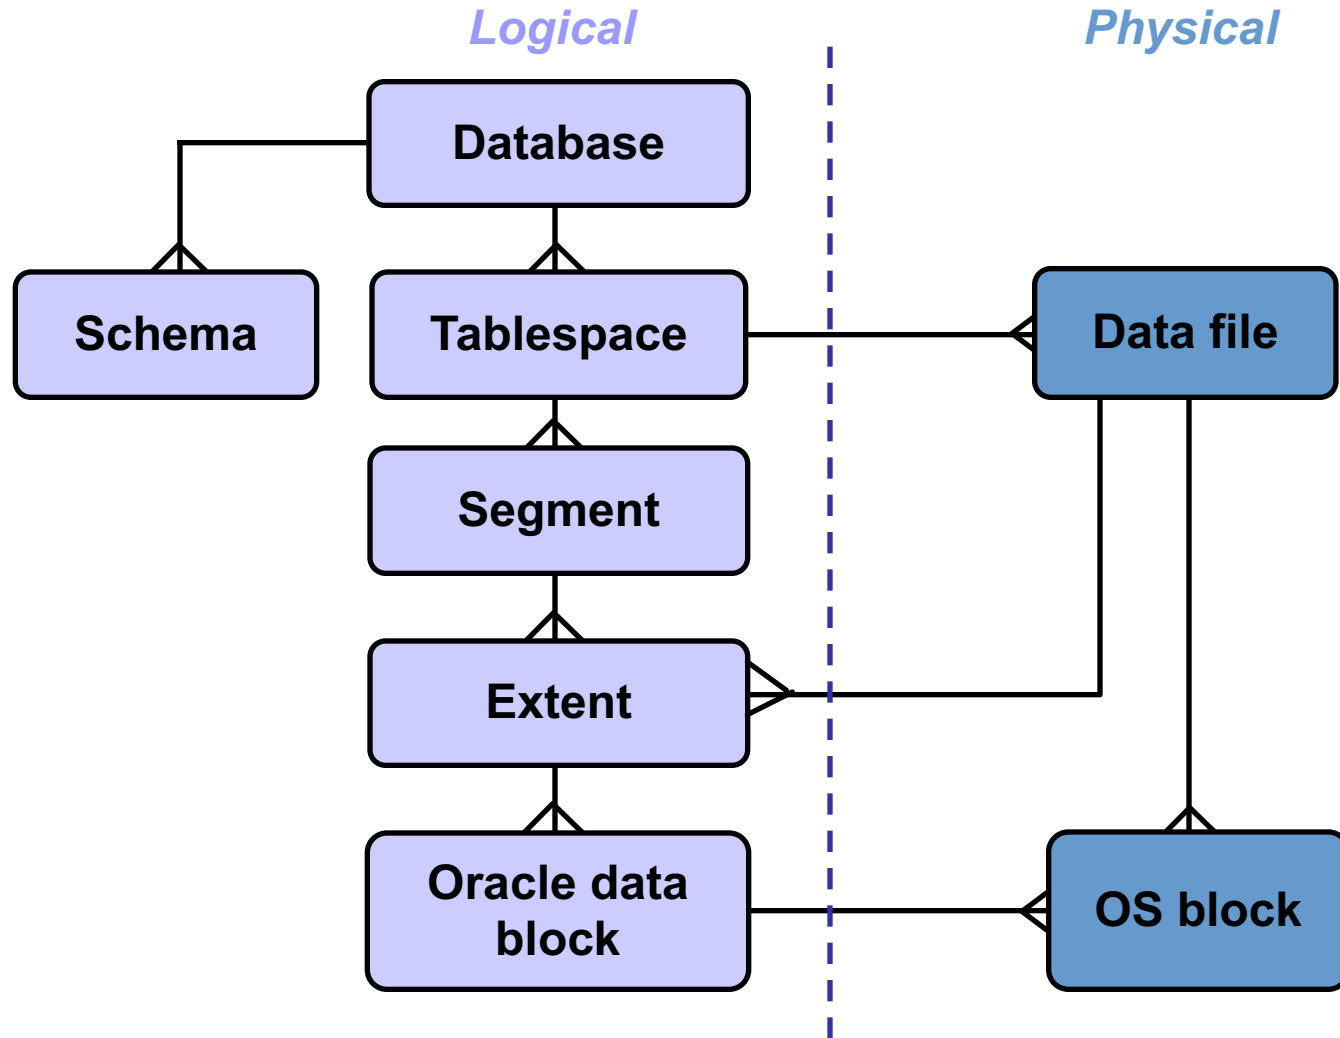 Logical
Physical
Database
Schema
Tablespace
Data file
Segment
Extent
Oracle data
block
OS block